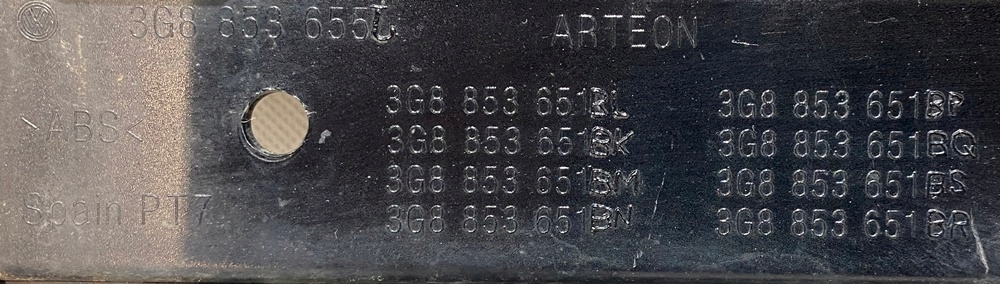 3G8 853 655 ARTEON
>ABS<
3G8 853 651BL 3G8 853 651BP
3G8 853 651BK 3G8 853 651BQ
3G8 853 651BM 3G8 853 651BS
3G8 853 651BN 3G8 853 651BR
Spain PT7